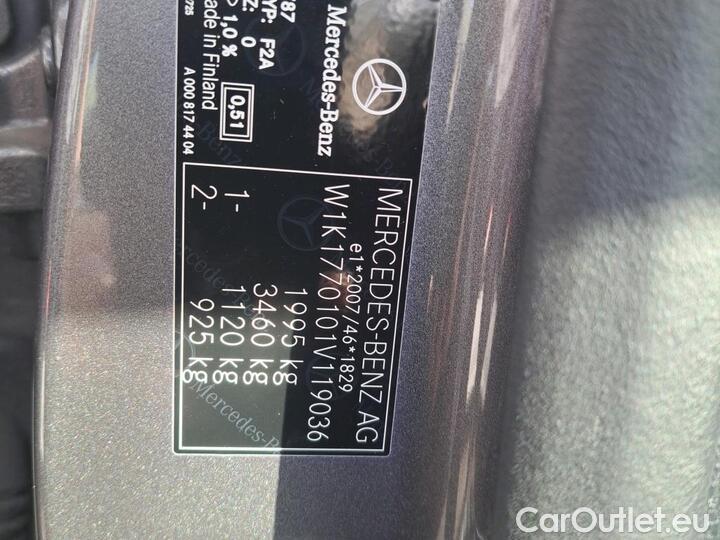 MERCEDES-BENZ AG
e1*2007/46*1829
W1K1770101V119036
1995 kg
3460 kg
1- 1120 kg
2- 925 kg
Mercedes-Benz
787
YP: F2A
Z: 0
1,0 %
ade in Finland
725
0,51
A 000 817 44 04
CarOutlet.eu